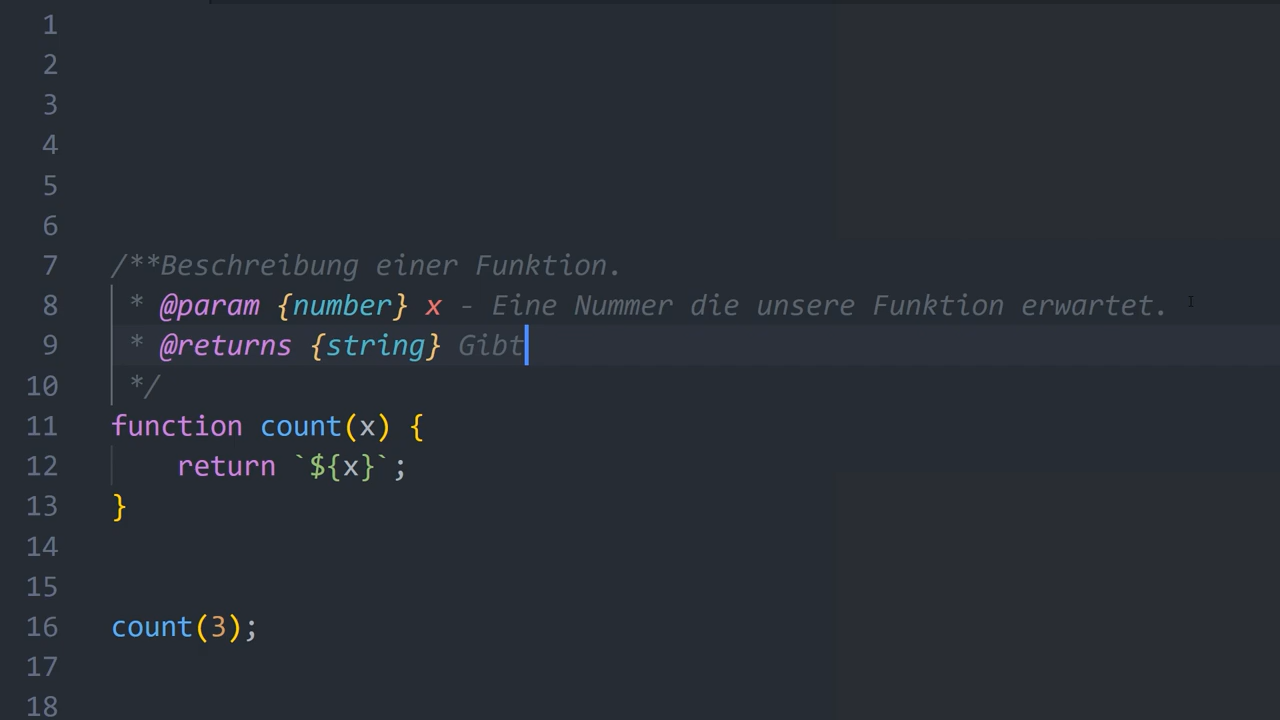 1
2
3
4
5
6
7 /**Beschreibung einer Funktion.
8 * @param {number} x - Eine Nummer die unsere Funktion erwartet.
9 * @returns {string} Gibt
10 */
11 function count(x) {
12 return `${x}`;
13 }
14
15
16 count(3);
17
18